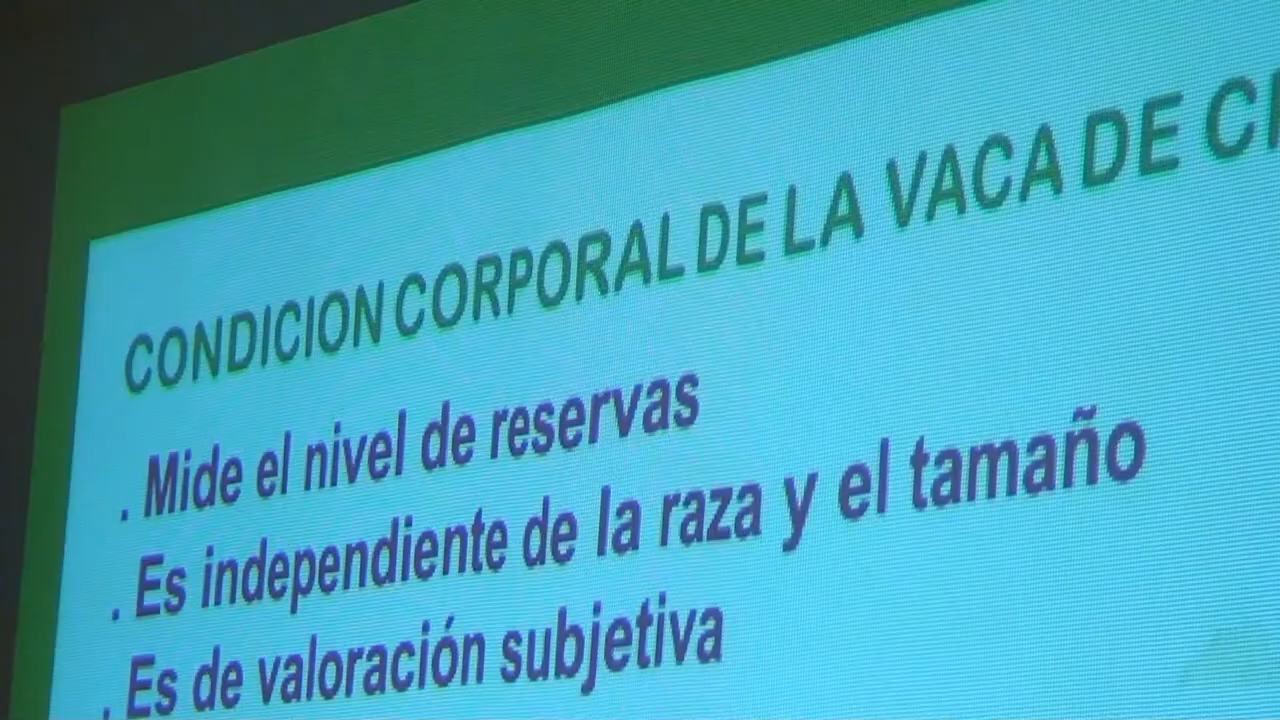 CONDICION CORPORAL DE LA VACA DE
. Mide el nivel de reservas
. Es independiente de la raza y el tamaño
. Es de valoración subjetiva